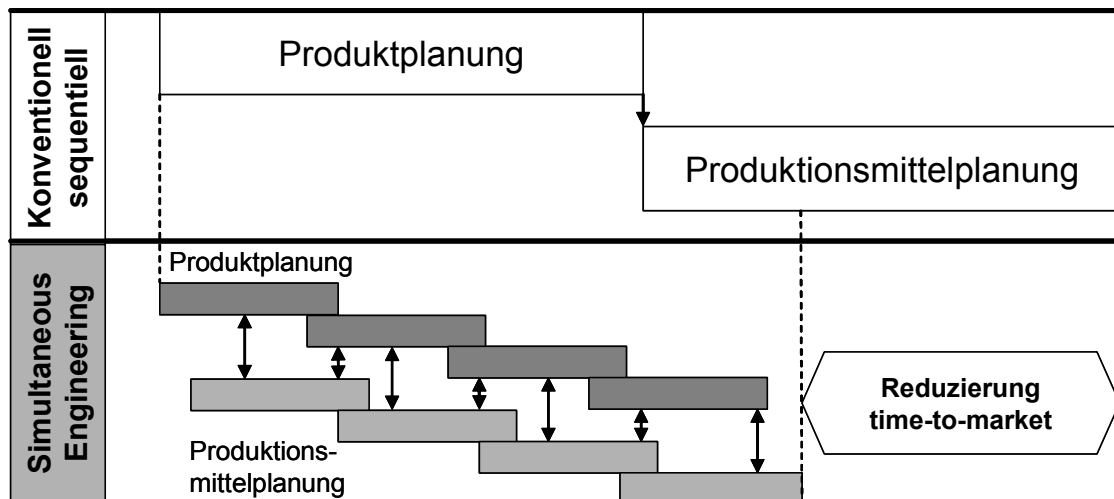 Konventionell
sequentiell
Produktplanung
Produktionsmittelplanung
Simultaneous
Engineering
Produktplanung
Produktions-
mittelplanung
Reduzierung
time-to-market